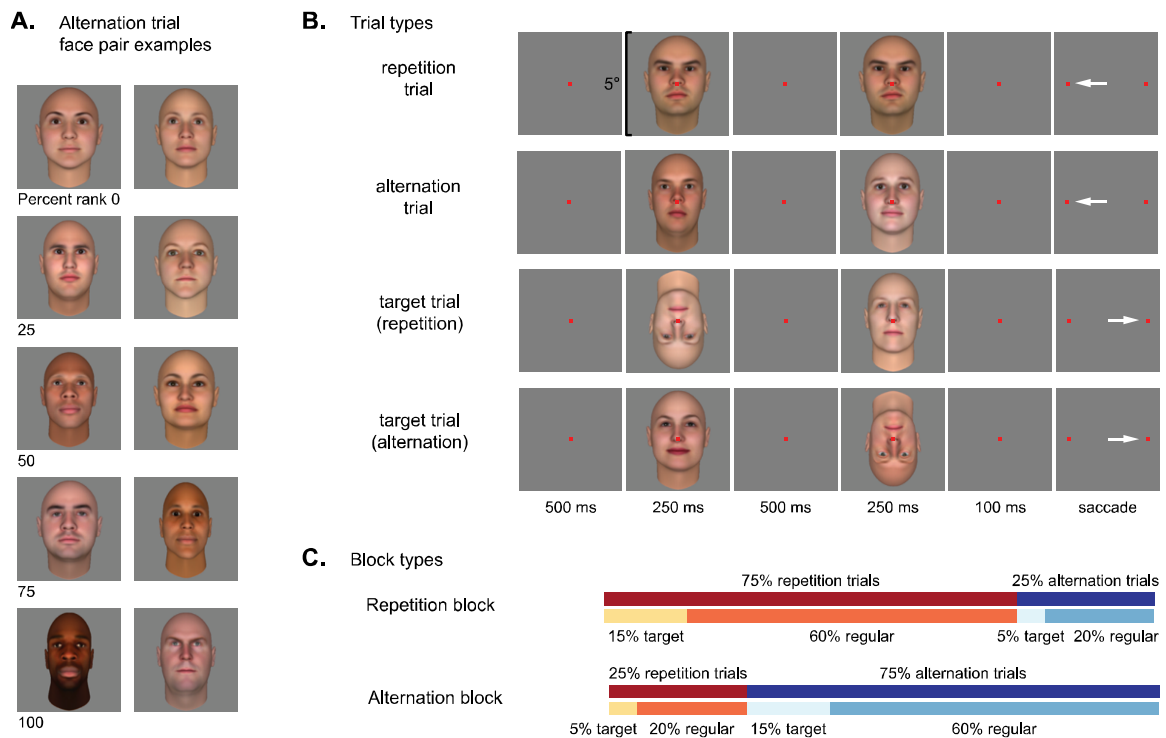 A. Alternation trial
face pair examples
Percent rank 0
25
50
75
100
B. Trial types
repetition
trial
5°
alternation
trial
target trial
(repetition)
target trial
(alternation)
500 ms 250 ms 500 ms 250 ms 100 ms saccade
C. Block types
75% repetition trials 25% alternation trials
Repetition block
15% target 60% regular 5% target 20% regular
25% repetition trials 75% alternation trials
Alternation block
5% target 20% regular 15% target 60% regular